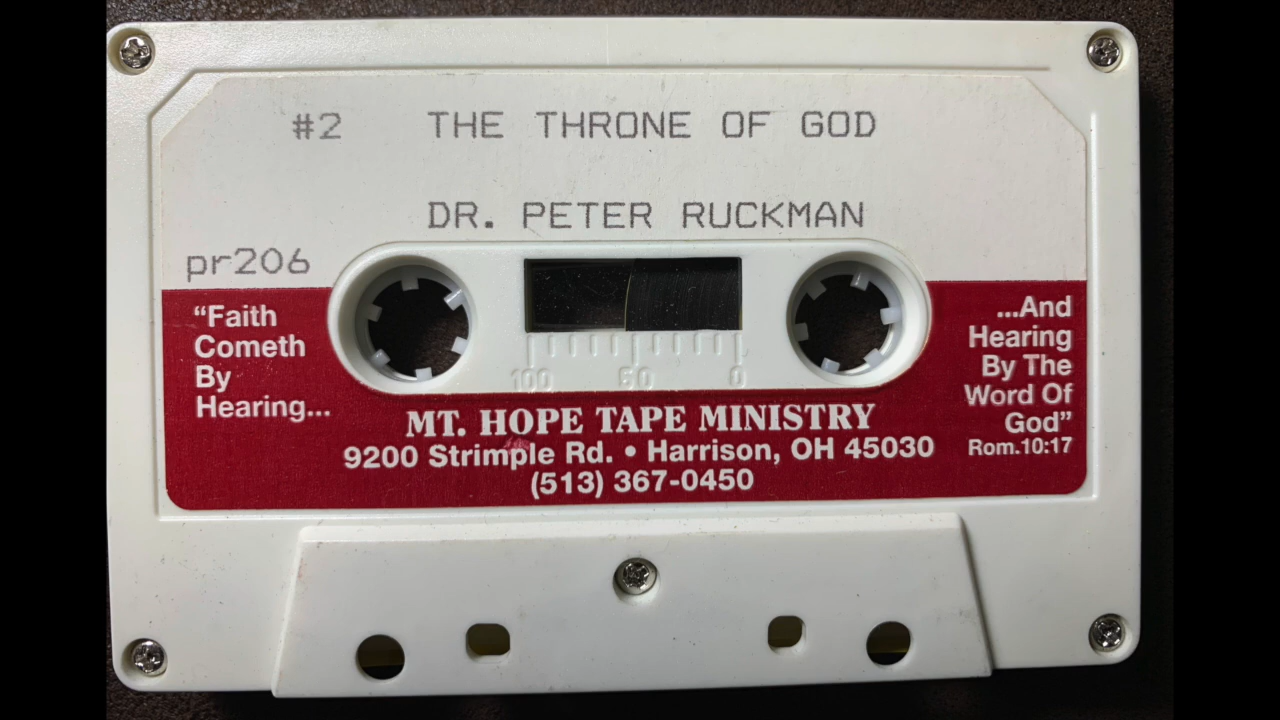 #2 THE THRONE OF GOD
DR. PETER RUCKMAN
pr206
“Faith
Cometh
By
Hearing...
...And
Hearing
By The
Word Of
God”
Rom.10:17
100 50 0
MT. HOPE TAPE MINISTRY
9200 Strimple Rd. • Harrison, OH 45030
(513) 367-0450